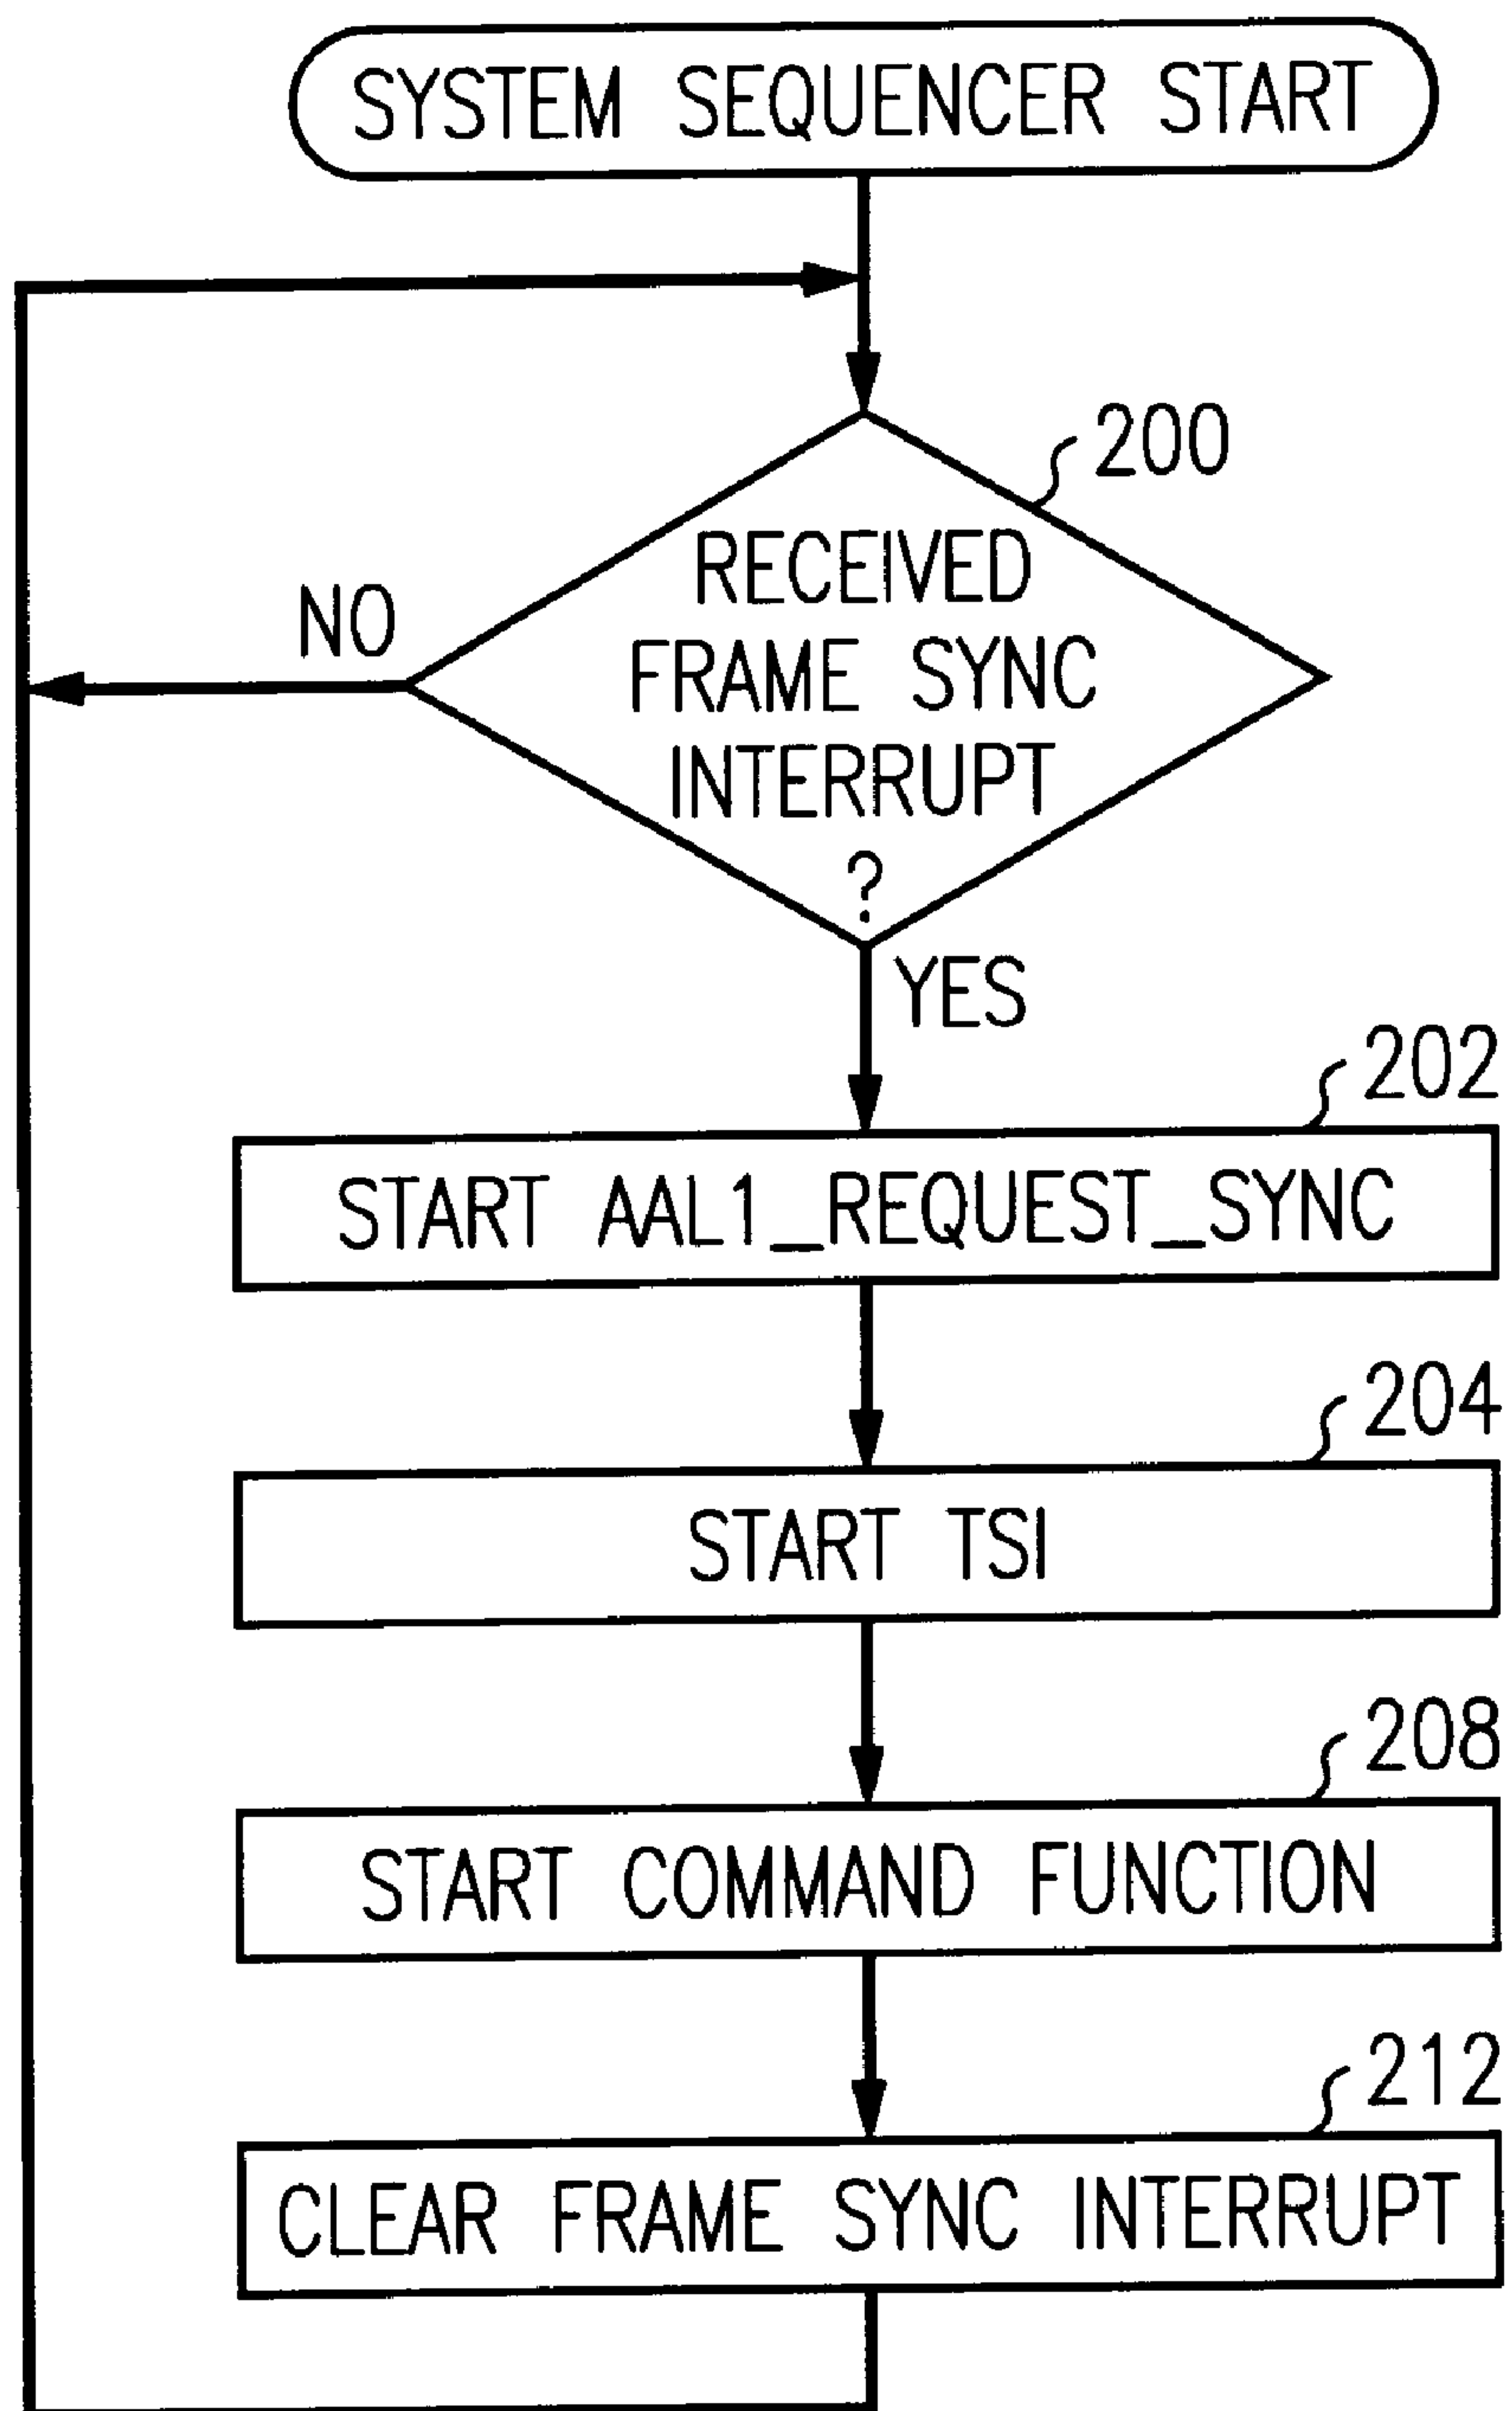 SYSTEM SEQUENCER START
200
RECEIVED
FRAME SYNC
INTERRUPT
?
NO
YES
202
START AAL1_REQUEST_SYNC
204
START TSI
208
START COMMAND FUNCTION
212
CLEAR FRAME SYNC INTERRUPT